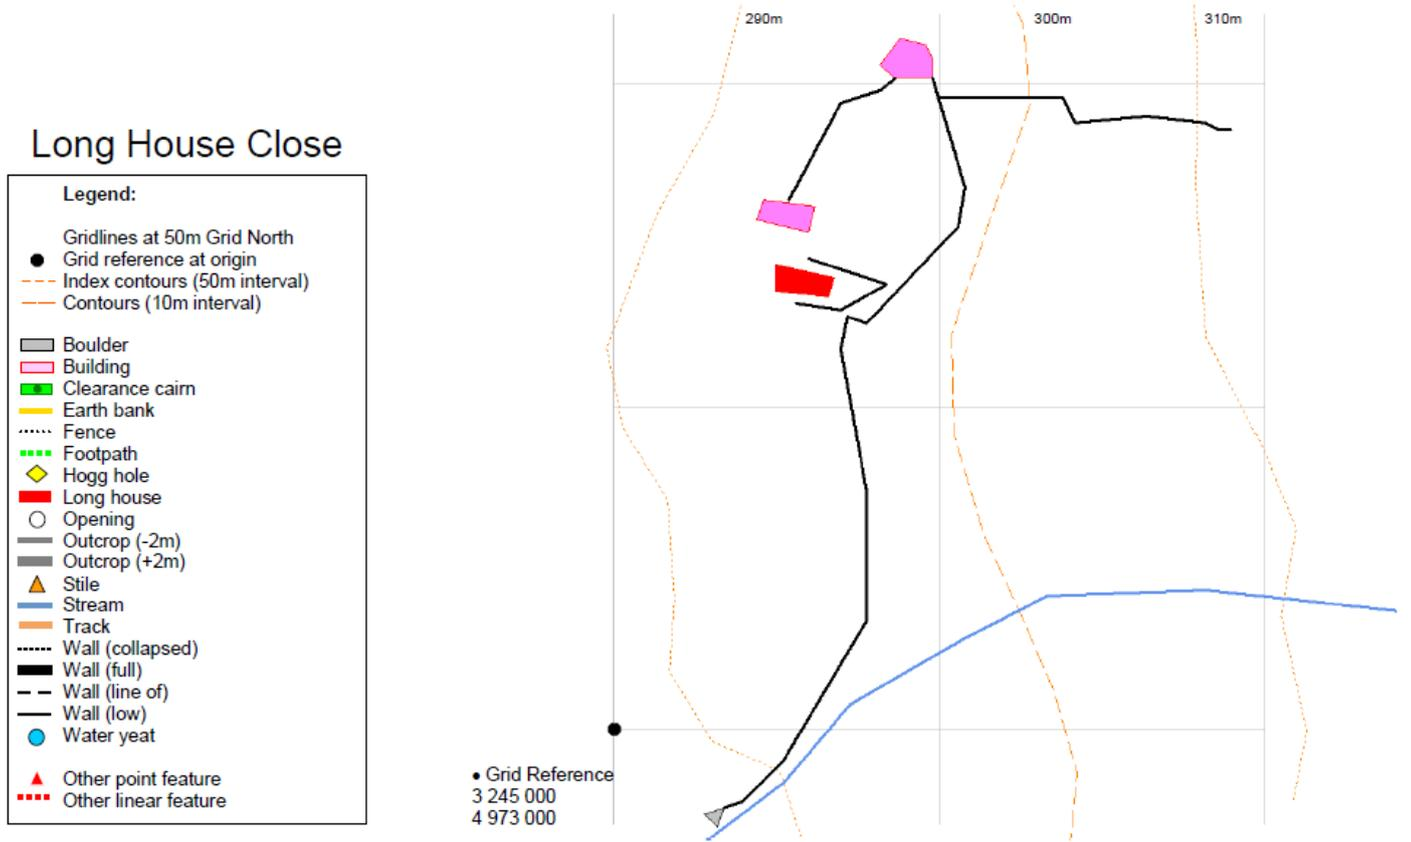 290m
300m
310m
Long House Close
Legend:
Gridlines at 50m Grid North
Grid reference at origin
Index contours (50m interval)
Contours (10m interval)
Boulder
Building
Clearance cairn
Earth bank
Fence
Footpath
Hogg hole
Long house
Opening
Outcrop (-2m)
Outcrop (+2m)
Stile
Stream
Track
Wall (collapsed)
Wall (full)
Wall (line of)
Wall (low)
Water yeat
Other point feature
Other linear feature
• Grid Reference
3 245 000
4 973 000